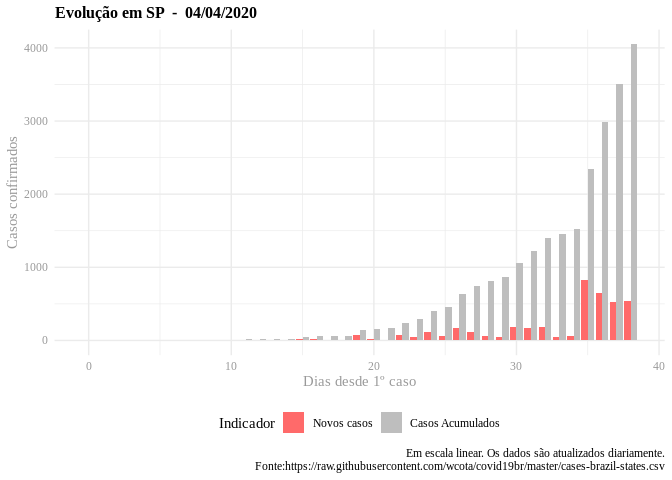 Evolução em SP - 04/04/2020
Casos confirmados
4000
3000
2000
1000
0
0 10 20 30 40
Dias desde 1º caso
Indicador Novos casos Casos Acumulados
Em escala linear. Os dados são atualizados diariamente.
Fonte:https://raw.githubusercontent.com/wcota/covid19br/master/cases-brazil-states.csv